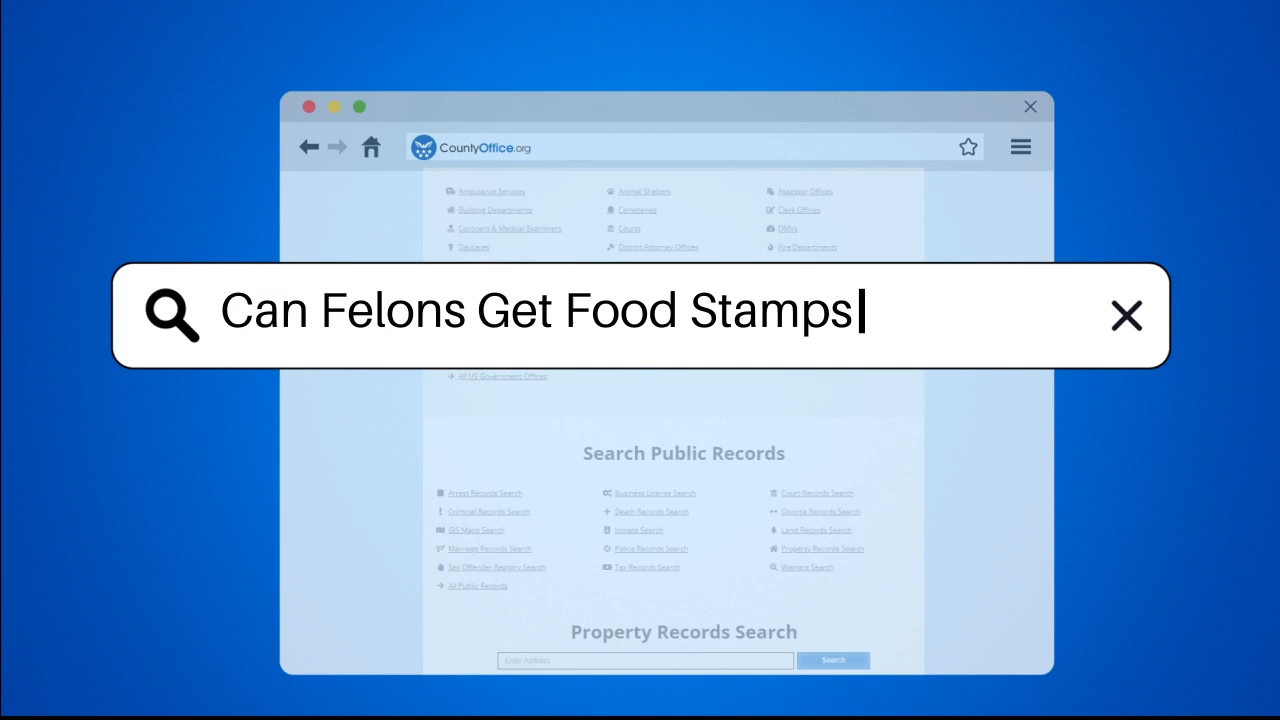 CountyOffice.org
Ambulance Services
Animal Shelters
Assessor Offices
Building Departments
Cemeteries
Clerk Offices
Coroners & Medical Examiners
Courts
DMVs
Daycares
District Attorney Offices
Fire Departments
Can Felons Get Food Stamps
All US Government Offices
Search Public Records
Arrest Records Search
Business License Search
Court Records Search
Criminal Records Search
Death Records Search
Divorce Records Search
GIS Maps Search
Inmate Search
Land Records Search
Marriage Records Search
Police Records Search
Property Records Search
Sex Offender Registry Search
Tax Records Search
Warrant Search
All Public Records
Property Records Search
Enter Address
Search